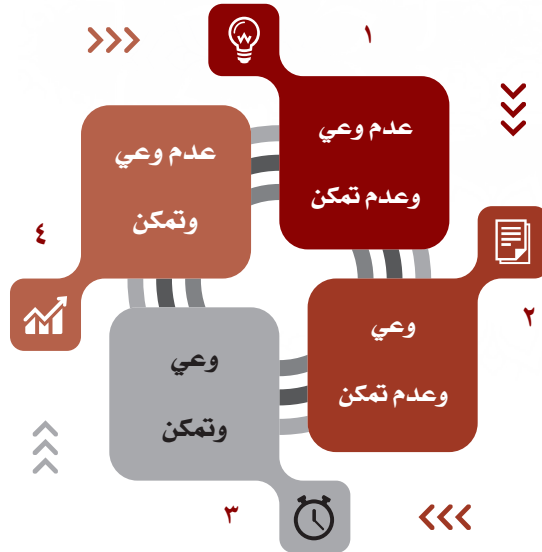 ١
عدم وعي
وعدم تمكن
٢
وعي
وعدم تمكن
٣
وعي
وتمكن
٤
عدم وعي
وتمكن